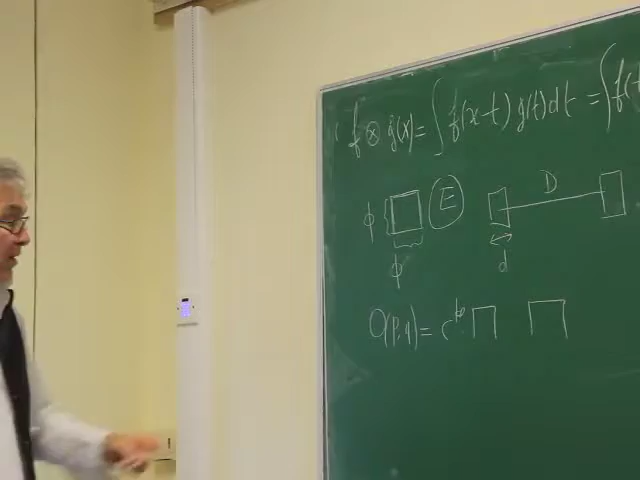 f ⊗ g(x) = ∫ f(x-t) g(t) dt = ∫ f(t
ϕ E D
ϕ d
O(p,q) = c